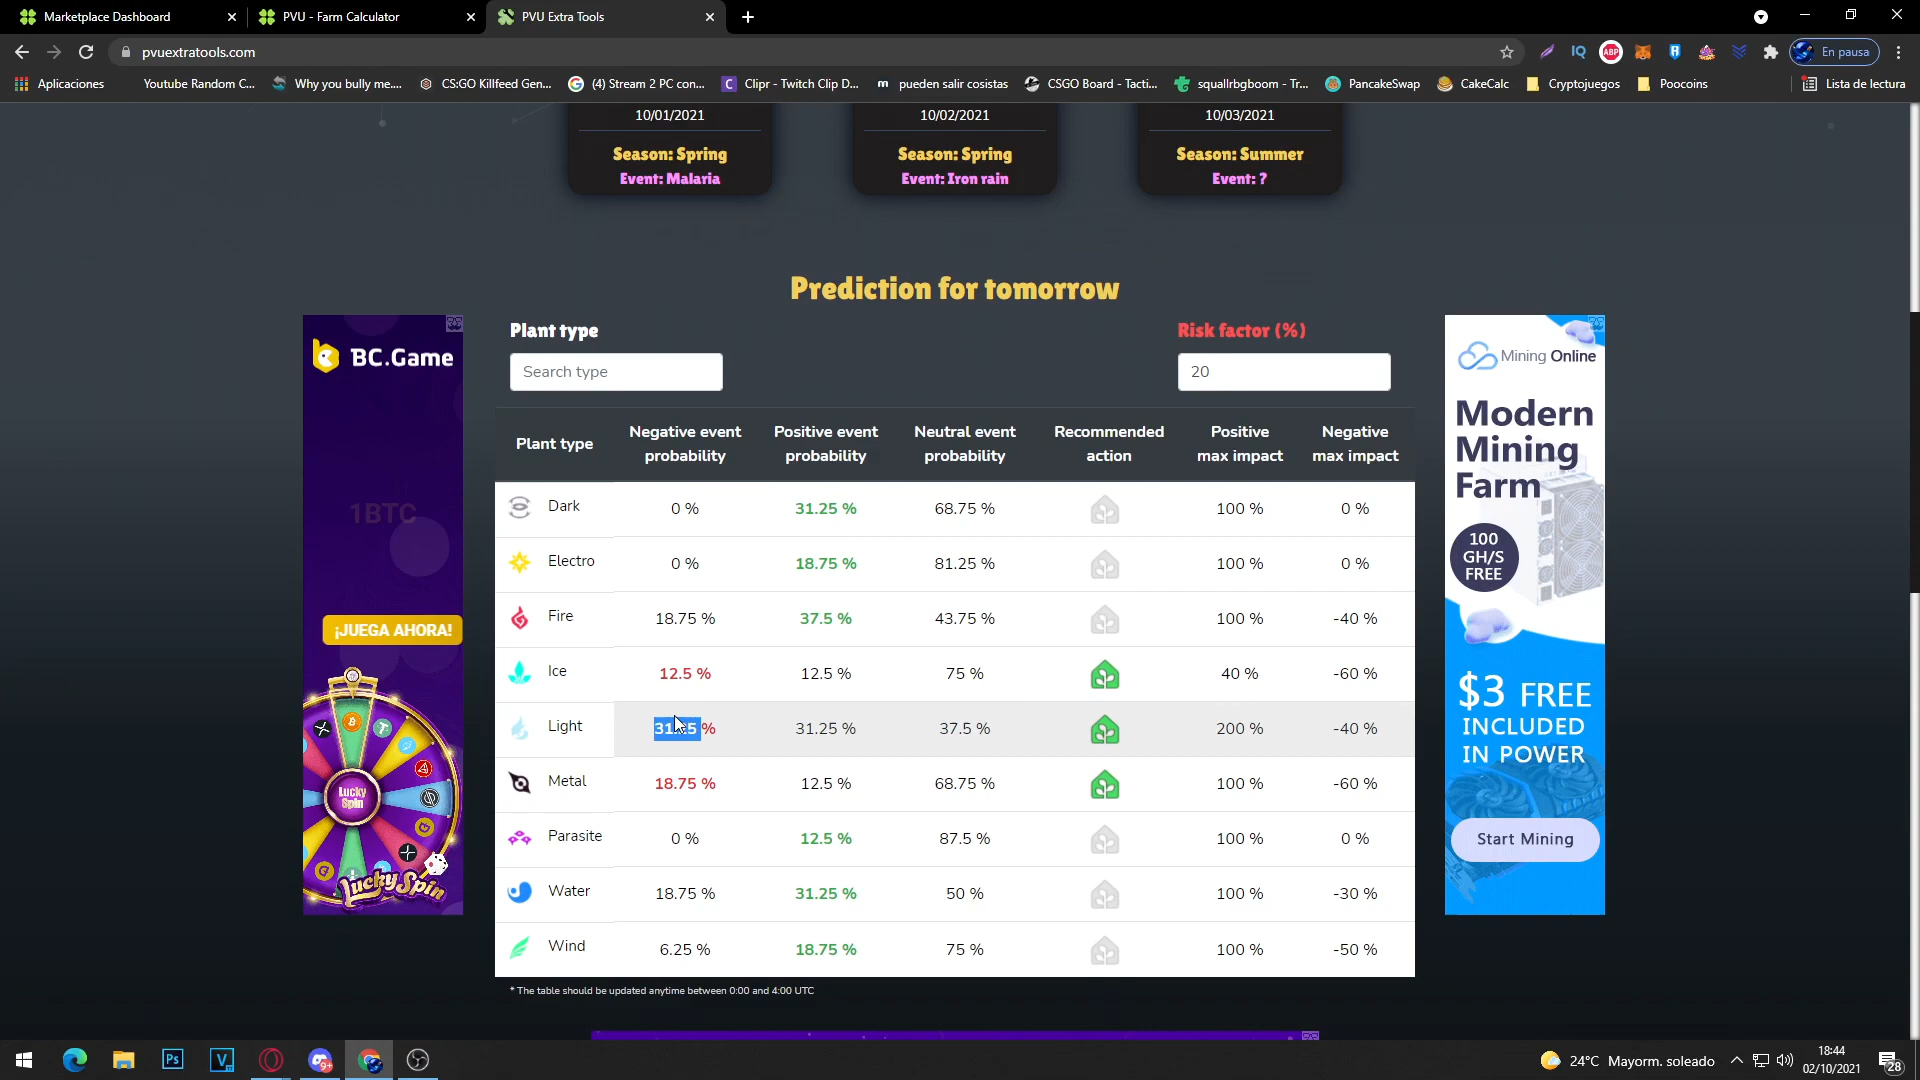 Marketplace Dashboard
PVU - Farm Calculator
PVU Extra Tools
pvuextratools.com
IQ
ABP
En pausa
Aplicaciones
Youtube Random C...
Why you bully me....
CS:GO Killfeed Gen...
(4) Stream 2 PC con...
Clipr - Twitch Clip D...
m pueden salir cosistas
CSGO Board - Tacti...
squallrbgboom - Tr...
PancakeSwap
CakeCalc
Cryptojuegos
Poocoins
Lista de lectura
10/01/2021
Season: Spring
Event: Malaria
10/02/2021
Season: Spring
Event: Iron rain
10/03/2021
Season: Summer
Event: ?
Prediction for tomorrow
Plant type
Search type
Risk factor (%)
20
Plant type Negative event probability Positive event probability Neutral event probability Recommended action Positive max impact Negative max impact
Dark 0 % 31.25 % 68.75 % 100 % 0 %
Electro 0 % 18.75 % 81.25 % 100 % 0 %
Fire 18.75 % 37.5 % 43.75 % 100 % -40 %
Ice 12.5 % 12.5 % 75 % 40 % -60 %
Light 31.25 % 31.25 % 37.5 % 200 % -40 %
Metal 18.75 % 12.5 % 68.75 % 100 % -60 %
Parasite 0 % 12.5 % 87.5 % 100 % 0 %
Water 18.75 % 31.25 % 50 % 100 % -30 %
Wind 6.25 % 18.75 % 75 % 100 % -50 %
* The table should be updated anytime between 0:00 and 4:00 UTC
BC.Game
1BTC
¡JUEGA AHORA!
Lucky
Spin
Lucky Spin
Mining Online
Modern
Mining
Farm
100
GH/S
FREE
$3 FREE
INCLUDED
IN POWER
Start Mining
Ps
V
9+
24°C Mayorm. soleado
18:44
02/10/2021
28